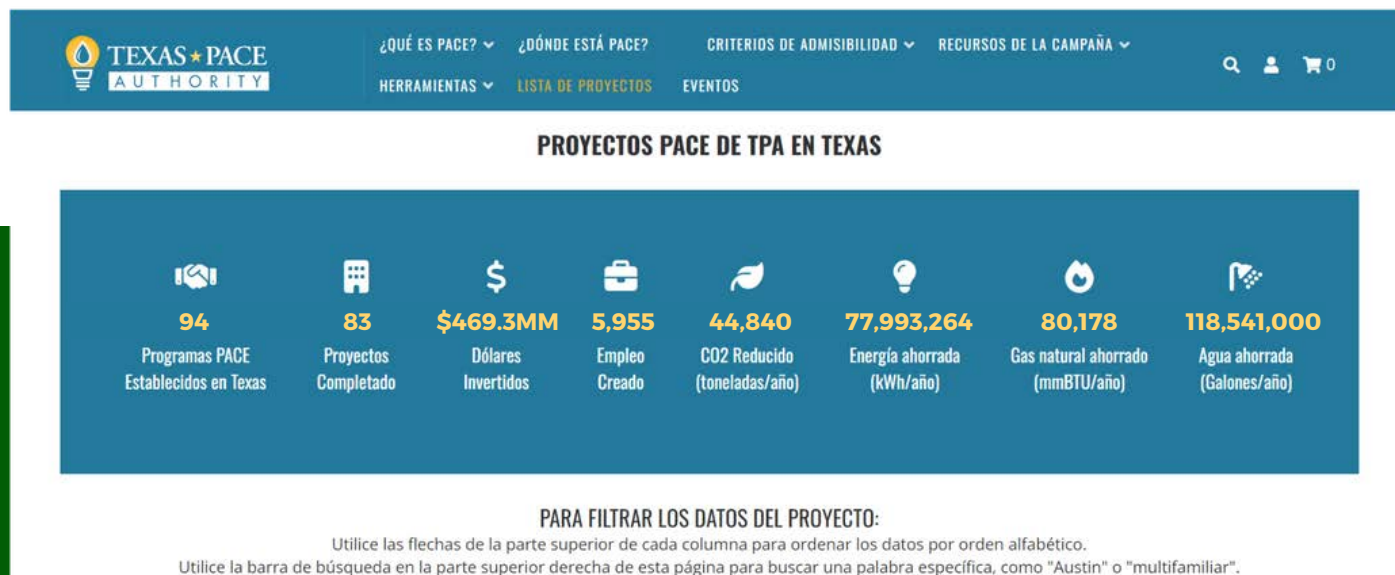 TEXAS★PACE
AUTHORITY
¿QUÉ ES PACE? ¿DÓNDE ESTÁ PACE? CRITERIOS DE ADMISIBILIDAD RECURSOS DE LA CAMPAÑA
HERRAMIENTAS LISTA DE PROYECTOS EVENTOS
0
PROYECTOS PACE DE TPA EN TEXAS
94
Programas PACE
Establecidos en Texas
83
Proyectos
Completado
$469.3MM
Dólares
Invertidos
5,955
Empleo
Creado
44,840
CO2 Reducido
(toneladas/año)
77,993,264
Energía ahorrada
(kWh/año)
80,178
Gas natural ahorrado
(mmBTU/año)
118,541,000
Agua ahorrada
(Galones/año)
PARA FILTRAR LOS DATOS DEL PROYECTO:
Utilice las flechas de la parte superior de cada columna para ordenar los datos por orden alfabético.
Utilice la barra de búsqueda en la parte superior derecha de esta página para buscar una palabra específica, como "Austin" o "multifamiliar".